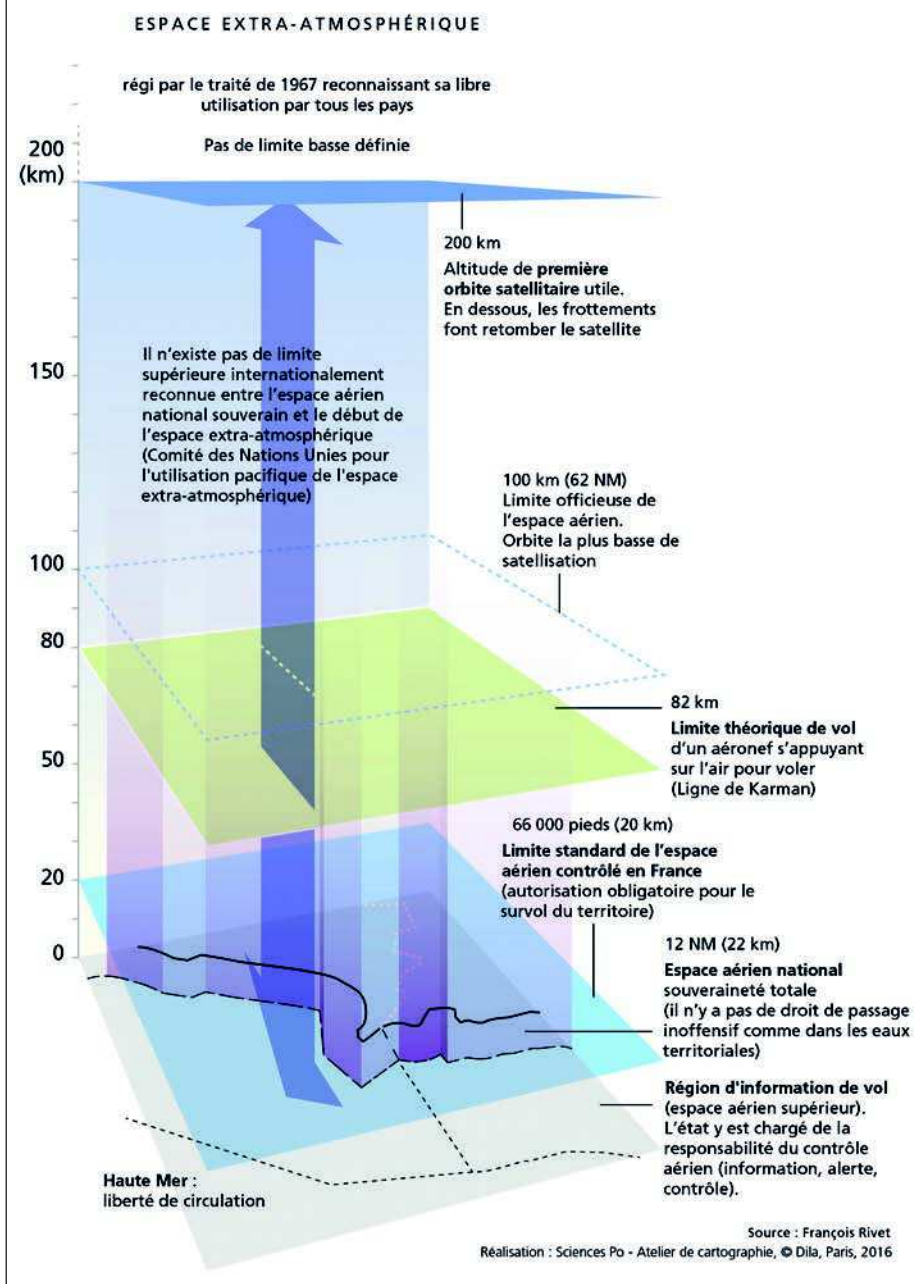 ESPACE EXTRA-ATMOSPHÉRIQUE
régi par le traité de 1967 reconnaissant sa libre
utilisation par tous les pays
Pas de limite basse définie
200
(km)
200 km
Altitude de première
orbite satellitaire utile.
En dessous, les frottements
font retomber le satellite
Il n'existe pas de limite
supérieure internationalement
reconnue entre l'espace aérien
national souverain et le début de
l'espace extra-atmosphérique
(Comité des Nations Unies pour
l'utilisation pacifique de l'espace
extra-atmosphérique)
150
100 km (62 NM)
Limite officieuse de
l'espace aérien.
Orbite la plus basse de
satellisation
100
80
82 km
Limite théorique de vol
d'un aéronef s'appuyant
sur l'air pour voler
(Ligne de Karman)
50
66 000 pieds (20 km)
Limite standard de l'espace
aérien contrôlé en France
(autorisation obligatoire pour le
survol du territoire)
20
0
12 NM (22 km)
Espace aérien national
souveraineté totale
(il n'y a pas de droit de passage
inoffensif comme dans les eaux
territoriales)
Région d'information de vol
(espace aérien supérieur).
L'état y est chargé de la
responsabilité du contrôle
aérien (information, alerte,
contrôle).
Haute Mer :
liberté de circulation
Source : François Rivet
Réalisation : Sciences Po - Atelier de cartographie, © Dila, Paris, 2016